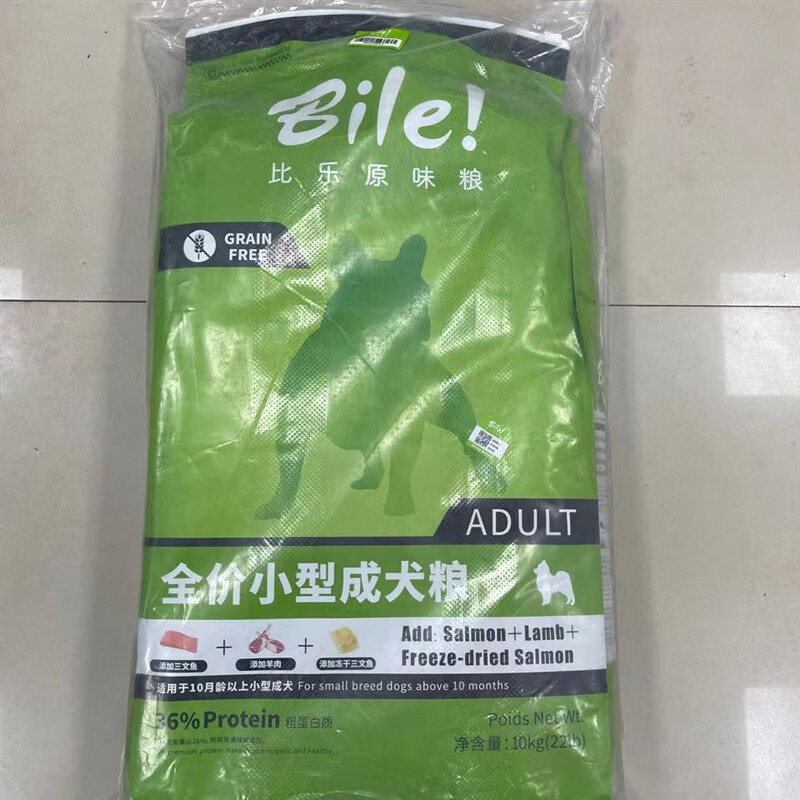 Bile!
比乐原味粮
GRAIN
FREE
Bile!
ADULT
全价小型成犬粮
Add: Salmon+Lamb+
Freeze-dried Salmon
添加三文鱼 + 添加羊肉 + 添加冻干三文鱼
适用于10月龄以上小型成犬 For small breed dogs above 10 months
36%Protein 粗蛋白质
Poids Net Wt.
净含量:10kg(22lb)